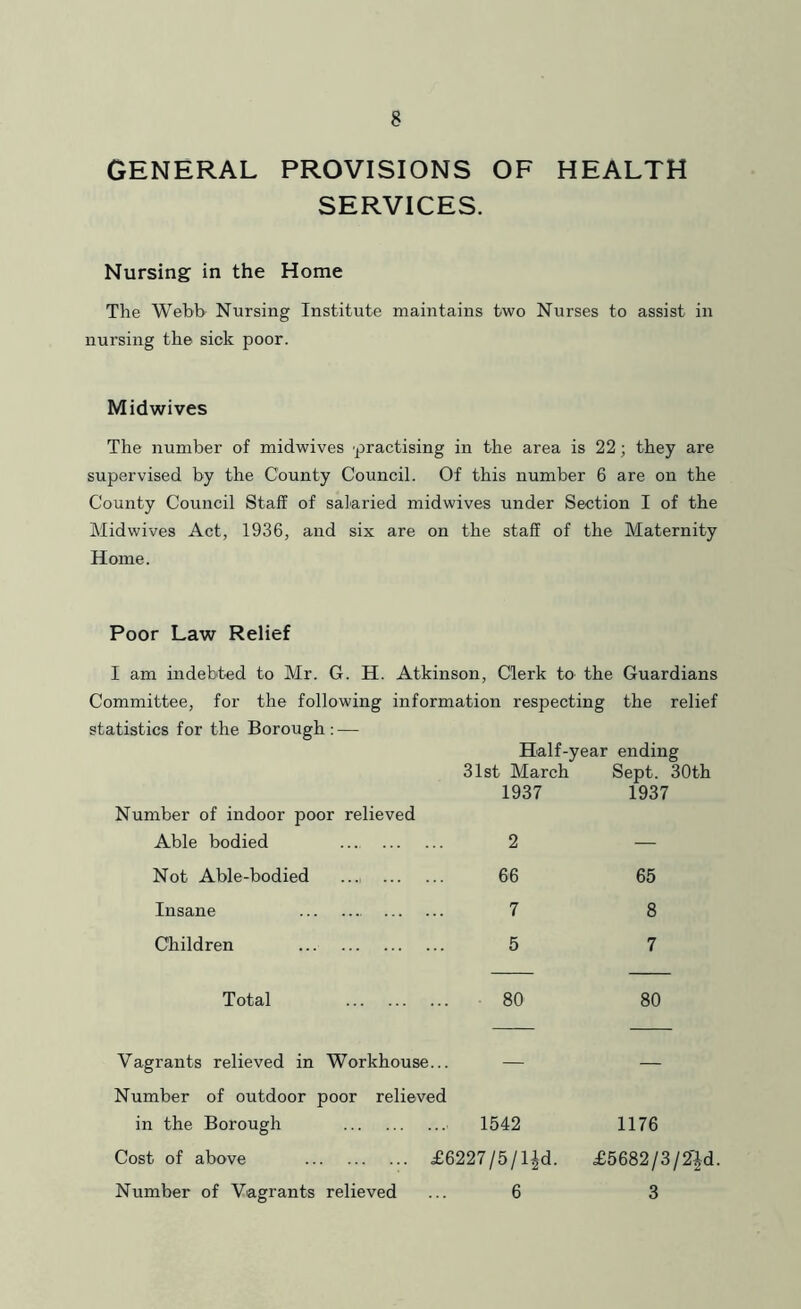 8
GENERAL PROVISIONS OF HEALTH
SERVICES.
Nursing in the Home
The Webb Nursing Institute maintains two Nurses to assist in
nursing the sick poor.
Midwives
The number of midwives practising in the area is 22; they are
supervised by the County Council. Of this number 6 are on the
County Council Staff of salaried midwives under Section I of the
Midwives Act, 1936, and six are on the staff of the Maternity
Home.
Poor Law Relief
I am indebted to Mr. G. H. Atkinson, Clerk to the Guardians
Committee, for the following information respecting the relief
statistics for the Borough:—
Half-year ending
31st March Sept. 30th
1937 1937
Number of indoor poor relieved
Able bodied ... ... ... 2 —
Not Able-bodied ... ... ... 66 65
Insane ... ... ... ... 7 8
Children ... ... ... ... 5 7
Total ... ... ... 80 80
Vagrants relieved in Workhouse... — —
Number of outdoor poor relieved
in the Borough ... ... ... 1542 1176
Cost of above ... ... ... £6227/5/1½d. £5682/3/2½d.
Number of Vagrants relieved ... 6 3